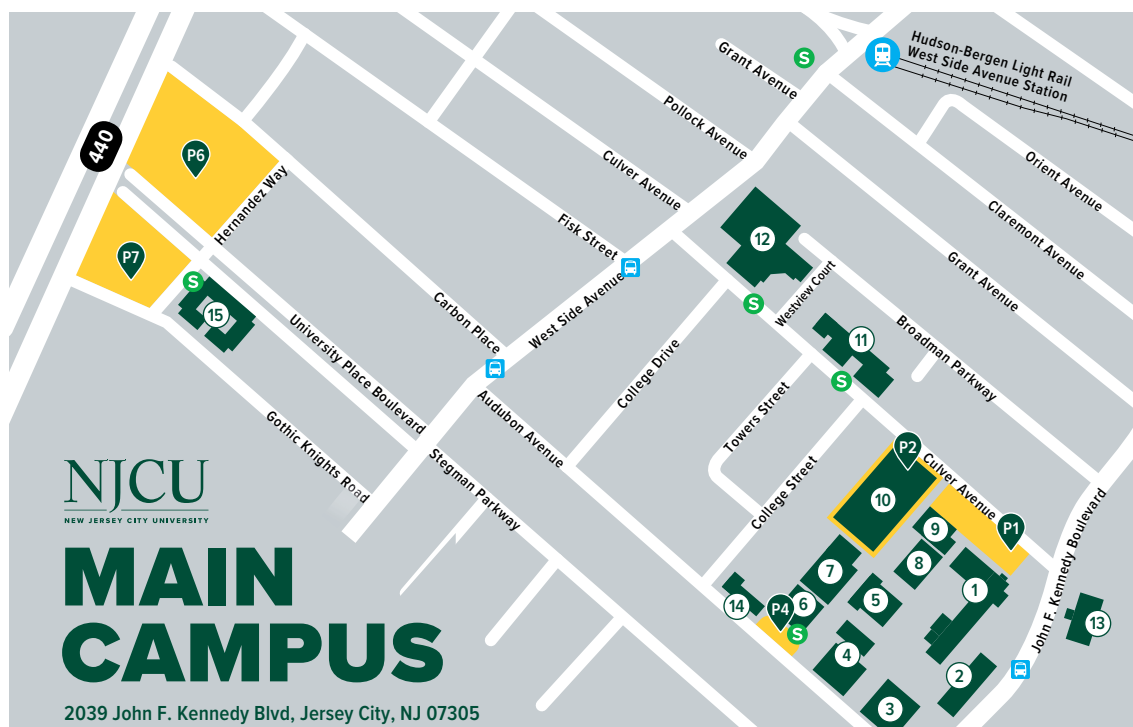 Hudson-Bergen Light Rail
West Side Avenue Station
S
Grant Avenue
Pollock Avenue
Culver Avenue
Fisk Street
Orient Avenue
Claremont Avenue
Grant Avenue
440
P6
Hernandez Way
P7
S
15
12
S
Westview Court
11
S
Broadman Parkway
West Side Avenue
Carbon Place
University Place Boulevard
Gothic Knights Road
College Drive
Towers Street
Audubon Avenue
Stegman Parkway
College Street
P2
Culver Avenue
10
P1
John F. Kennedy Boulevard
9
8
7
1
5
6
14
P4
S
4
13
2
3
NJCU
NEW JERSEY CITY UNIVERSITY
MAIN
CAMPUS
2039 John F. Kennedy Blvd, Jersey City, NJ 07305